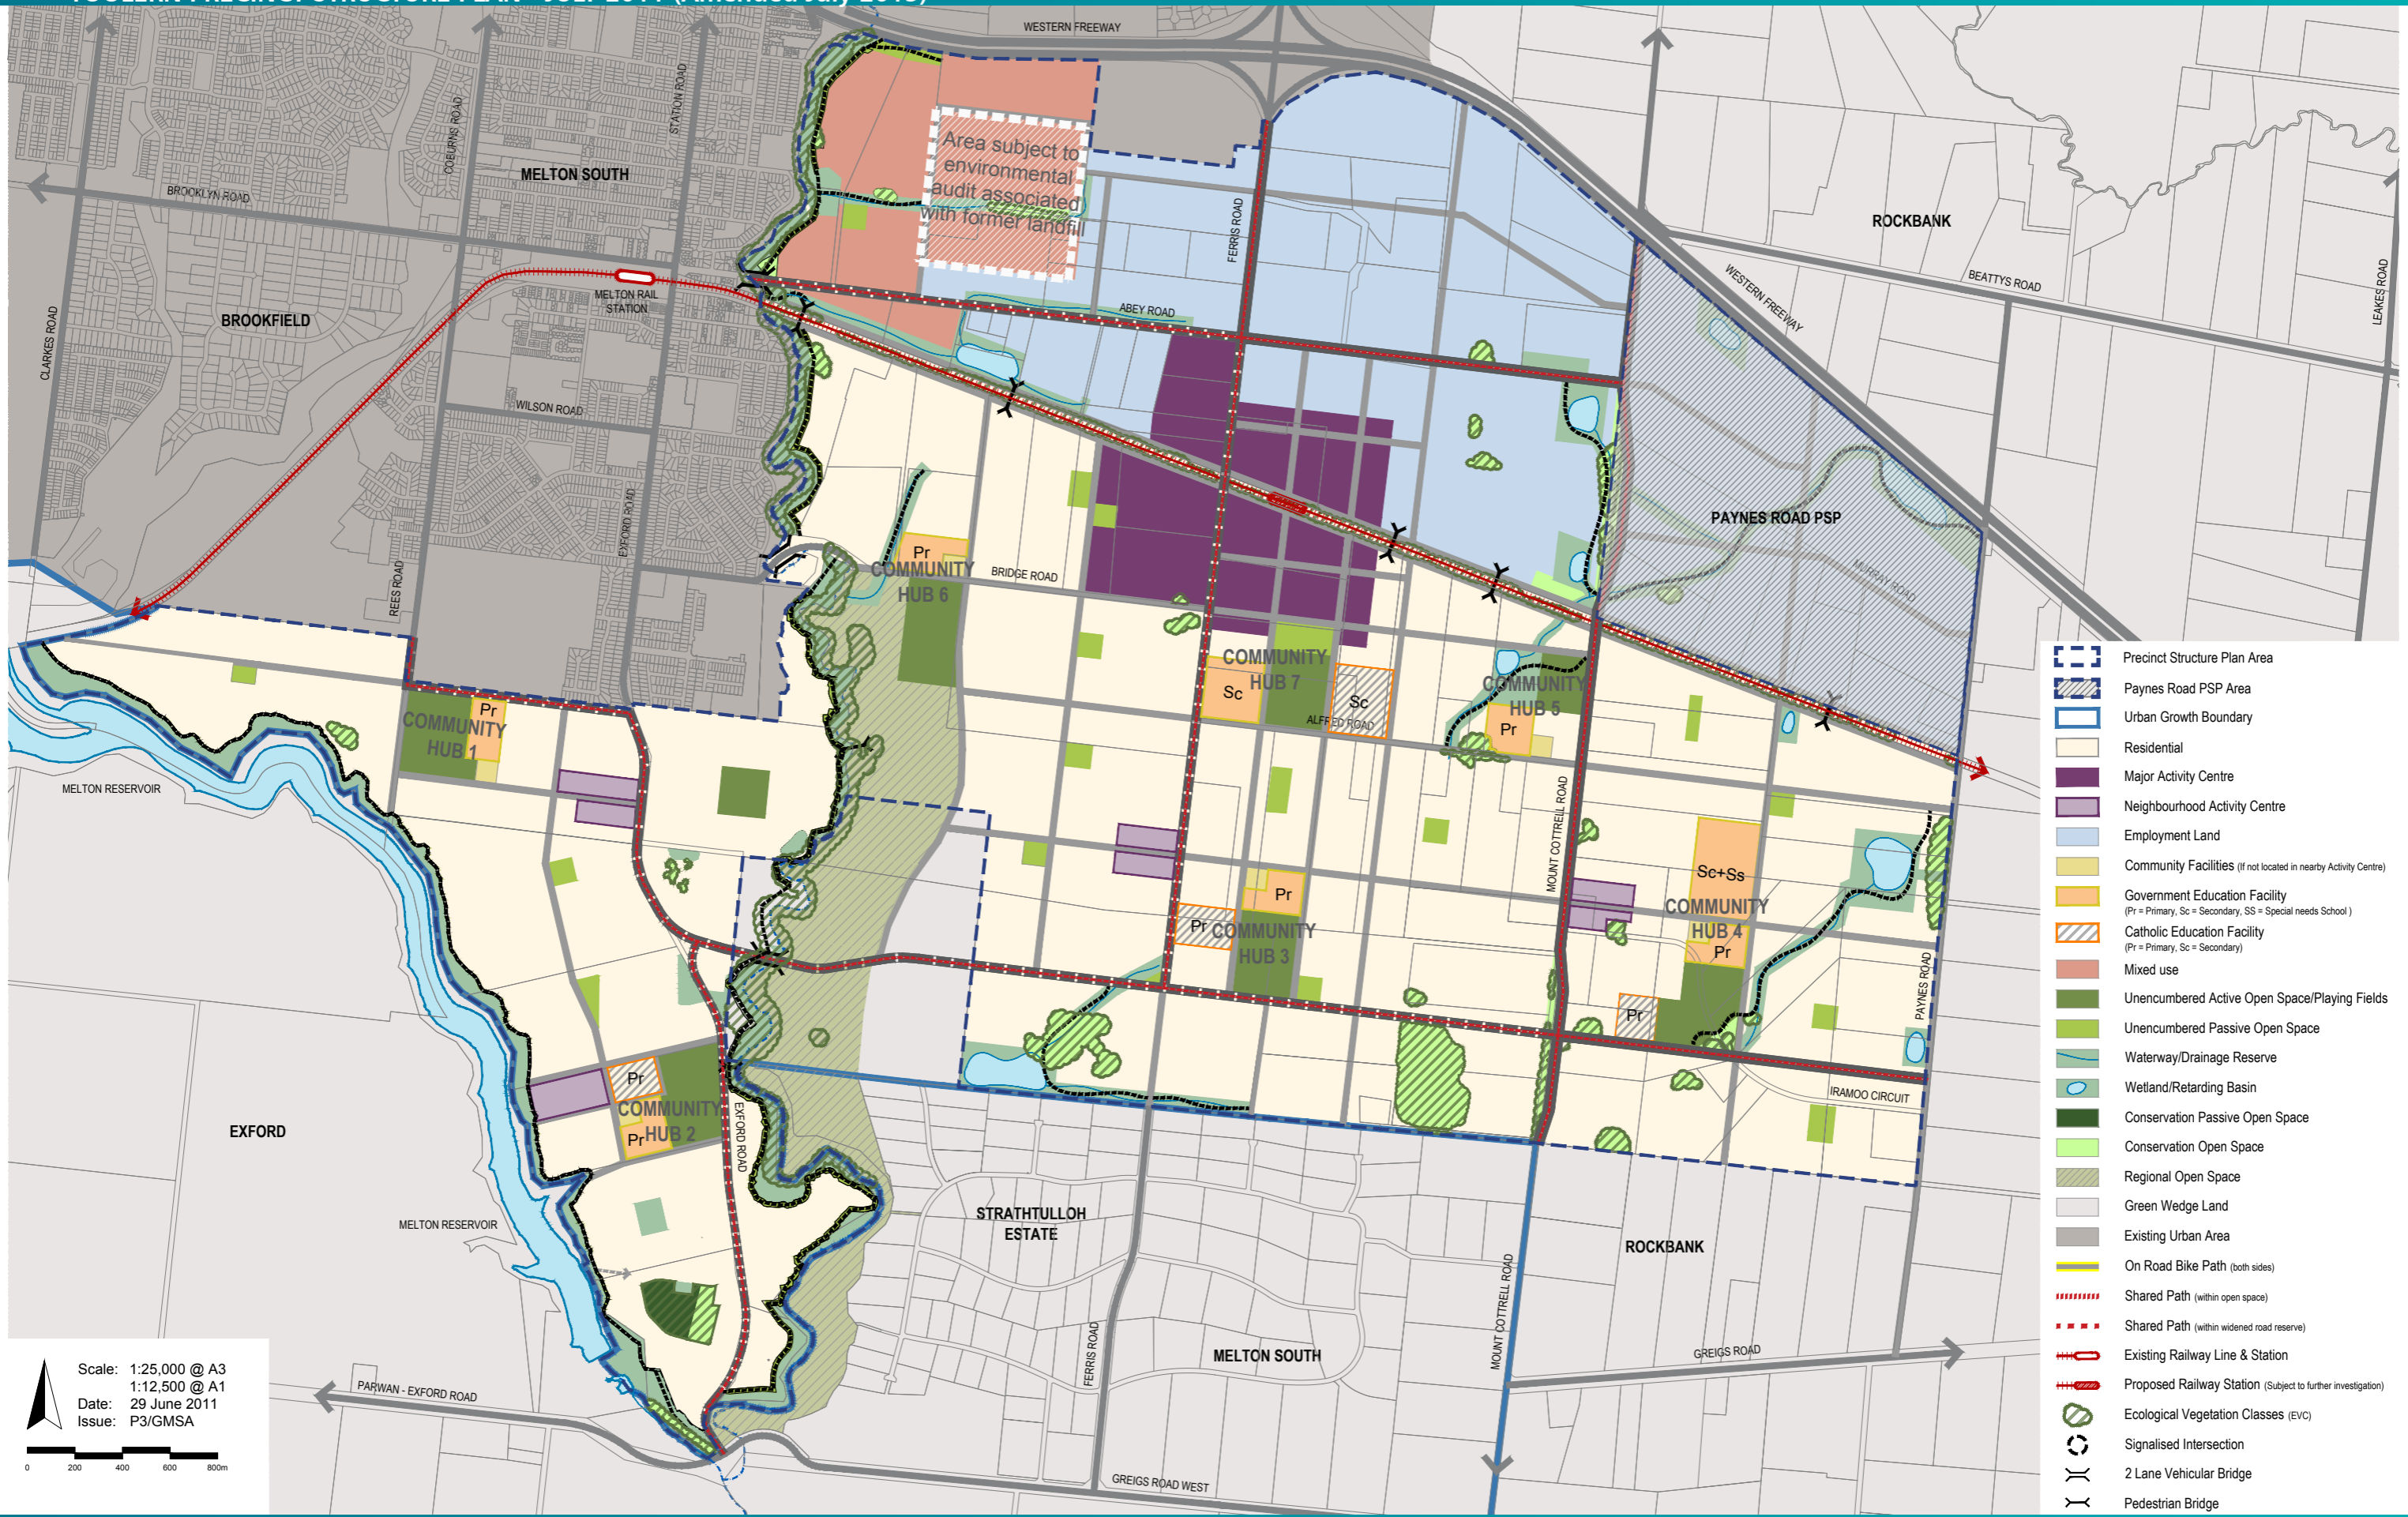 TOOLERN PRECINCT STRUCTURE PLAN - JULY 2011 (Amended July 2015)
WESTERN FREEWAY
STATION ROAD
COBURNS ROAD
MELTON SOUTH
BROOKLYN ROAD
Area subject to
environmental
audit associated
with former landfill
FERRIS ROAD
ROCKBANK
BEATTYS ROAD
LEAKES ROAD
WESTERN FREEWAY
MELTON RAIL
STATION
BROOKFIELD
CLARKES ROAD
ABEY ROAD
WILSON ROAD
EXFORD ROAD
REES ROAD
PAYNES ROAD PSP
MURRAY ROAD
Pr
COMMUNITY
HUB 6
BRIDGE ROAD
COMMUNITY
HUB 7
Sc
Sc
ALFRED ROAD
COMMUNITY
HUB 5
Pr
Pr
COMMUNITY
HUB 1
MELTON RESERVOIR
MOUNT COTTRELL ROAD
Sc+Ss
COMMUNITY
HUB 4
Pr
Pr
Pr
Pr
COMMUNITY
HUB 3
PAYNES ROAD
IRAMOO CIRCUIT
Pr
COMMUNITY
HUB 2
Pr
EXFORD ROAD
EXFORD
MELTON RESERVOIR
STRATHTULLOH
ESTATE
ROCKBANK
MOUNT COTTRELL ROAD
FERRIS ROAD
MELTON SOUTH
GREIGS ROAD
PARWAN - EXFORD ROAD
GREIGS ROAD WEST
Scale: 1:25,000 @ A3
1:12,500 @ A1
Date: 29 June 2011
Issue: P3/GMSA
0 200 400 600 800m
Precinct Structure Plan Area
Paynes Road PSP Area
Urban Growth Boundary
Residential
Major Activity Centre
Neighbourhood Activity Centre
Employment Land
Community Facilities (If not located in nearby Activity Centre)
Government Education Facility
(Pr = Primary, Sc = Secondary, SS = Special needs School )
Catholic Education Facility
(Pr = Primary, Sc = Secondary)
Mixed use
Unencumbered Active Open Space/Playing Fields
Unencumbered Passive Open Space
Waterway/Drainage Reserve
Wetland/Retarding Basin
Conservation Passive Open Space
Conservation Open Space
Regional Open Space
Green Wedge Land
Existing Urban Area
On Road Bike Path (both sides)
Shared Path (within open space)
Shared Path (within widened road reserve)
Existing Railway Line & Station
Proposed Railway Station (Subject to further investigation)
Ecological Vegetation Classes (EVC)
Signalised Intersection
2 Lane Vehicular Bridge
Pedestrian Bridge